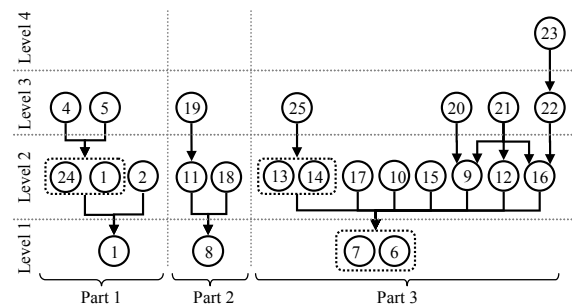 Level 4
23
Level 3
4 5 19 25 20 21 22
Level 2
24 1 2 11 18 13 14 17 10 15 9 12 16
Level 1
1 8 7 6
Part 1 Part 2 Part 3